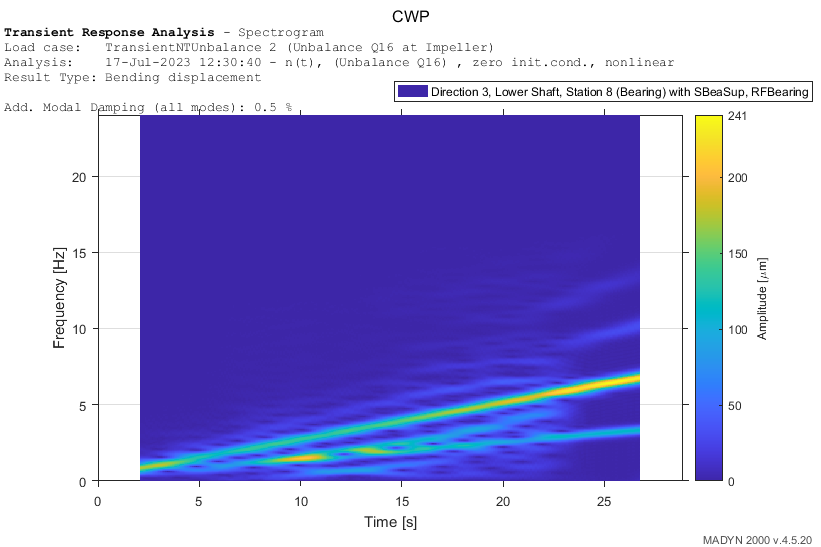 CWP
Transient Response Analysis - Spectrogram
Load case: TransientNTUnbalance 2 (Unbalance Q16 at Impeller)
Analysis: 17-Jul-2023 12:30:40 - n(t), (Unbalance Q16) , zero init.cond., nonlinear
Result Type: Bending displacement
Direction 3, Lower Shaft, Station 8 (Bearing) with SBeaSup, RFBearing
Add. Modal Damping (all modes): 0.5 %
Frequency [Hz]
20
15
10
5
0
0
5
10
15
20
25
Time [s]
241
200
150
100
50
0
Amplitude [μm]
MADYN 2000 v.4.5.20